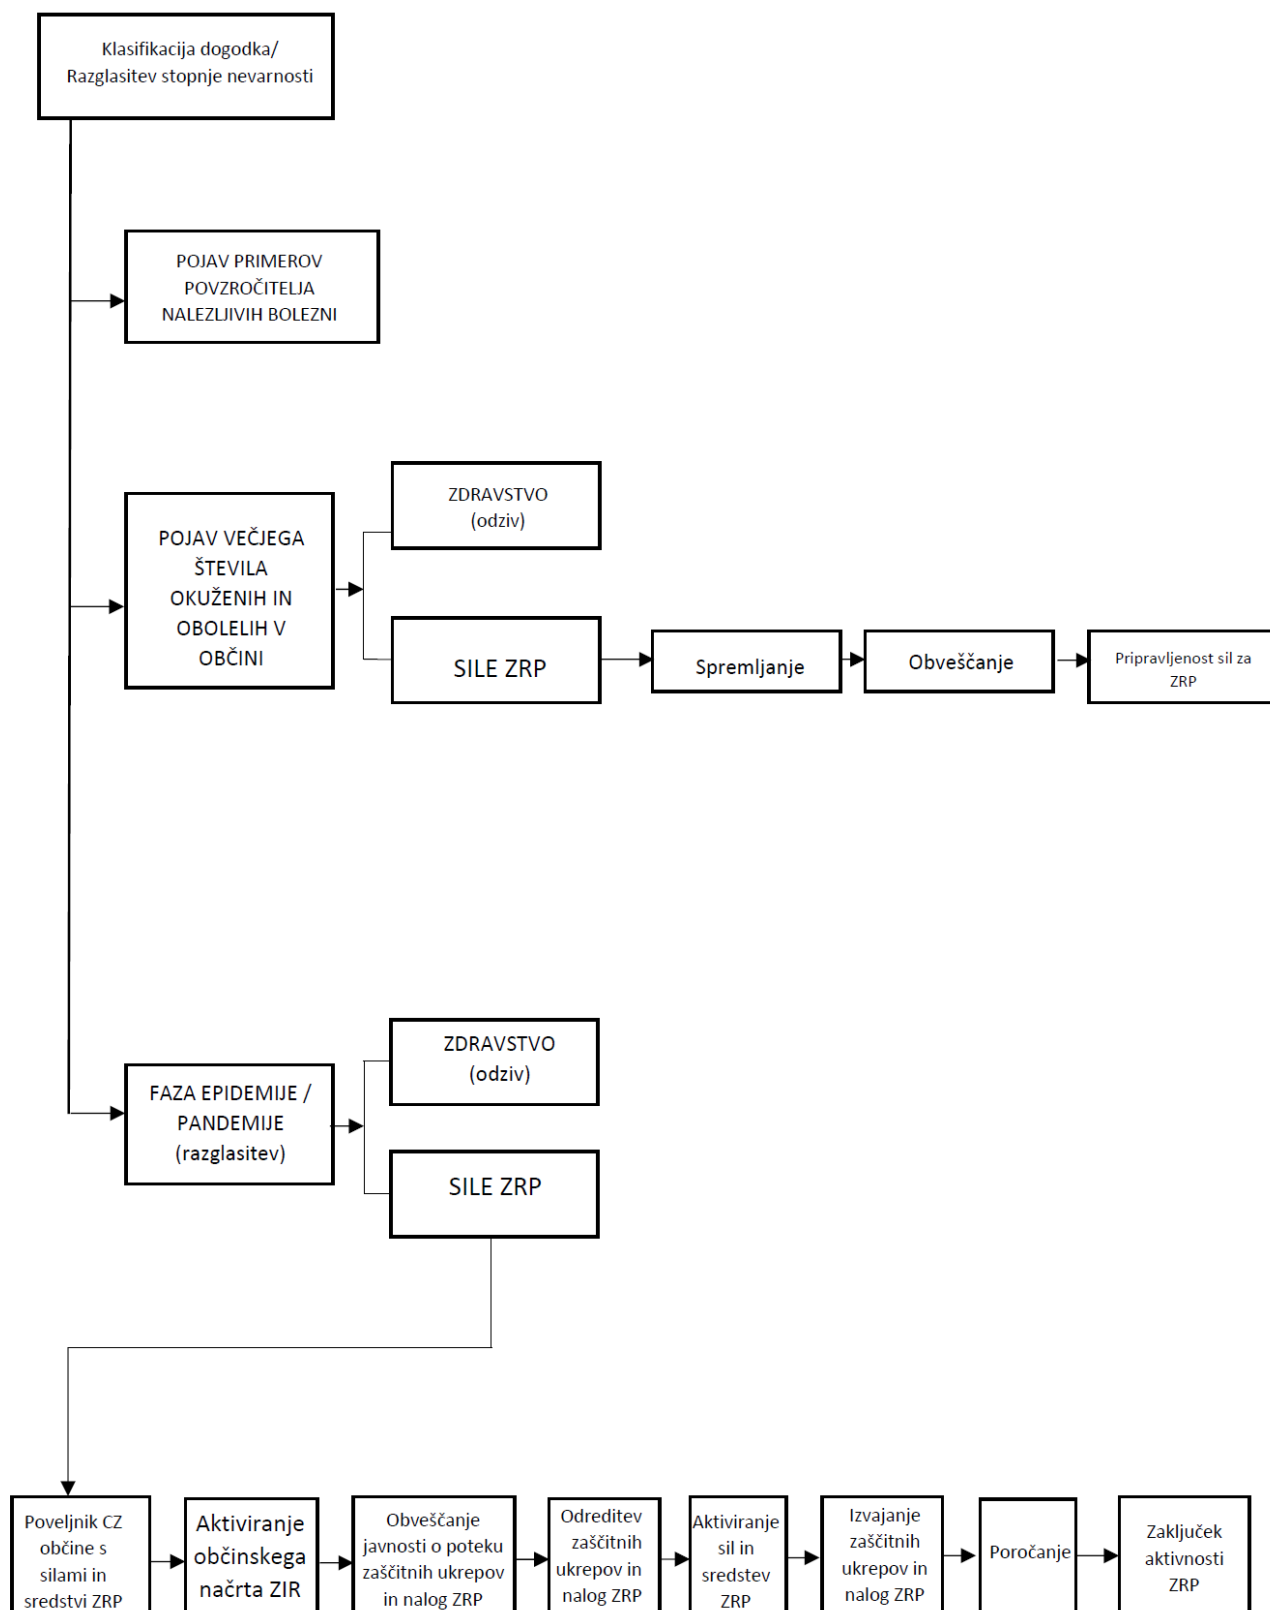 Klasifikacija dogodka/
Razglasitev stopnje nevarnosti
POJAV PRIMEROV
POVZROČITELJA
NALEZLJIVIH BOLEZNI
POJAV VEČJEGA
ŠTEVILA
OKUŽENIH IN
OBOLELIH V
OBČINI
ZDRAVSTVO
(odziv)
SILE ZRP
Spremljanje
Obveščanje
Pripravljenost sil za
ZRP
FAZA EPIDEMIJE /
PANDEMIJE
(razglasitev)
ZDRAVSTVO
(odziv)
SILE ZRP
Poveljnik CZ
občine s
silami in
sredstvi ZRP
Aktiviranje
občinskega
načrta ZIR
Obveščanje
javnosti o poteku
zaščitnih ukrepov
in nalog ZRP
Odreditev
zaščitnih
ukrepov in
nalog ZRP
Aktiviranje
sil in
sredstev
ZRP
Izvajanje
zaščitnih
ukrepov in
nalog ZRP
Poročanje
Zaključek
aktivnosti
ZRP